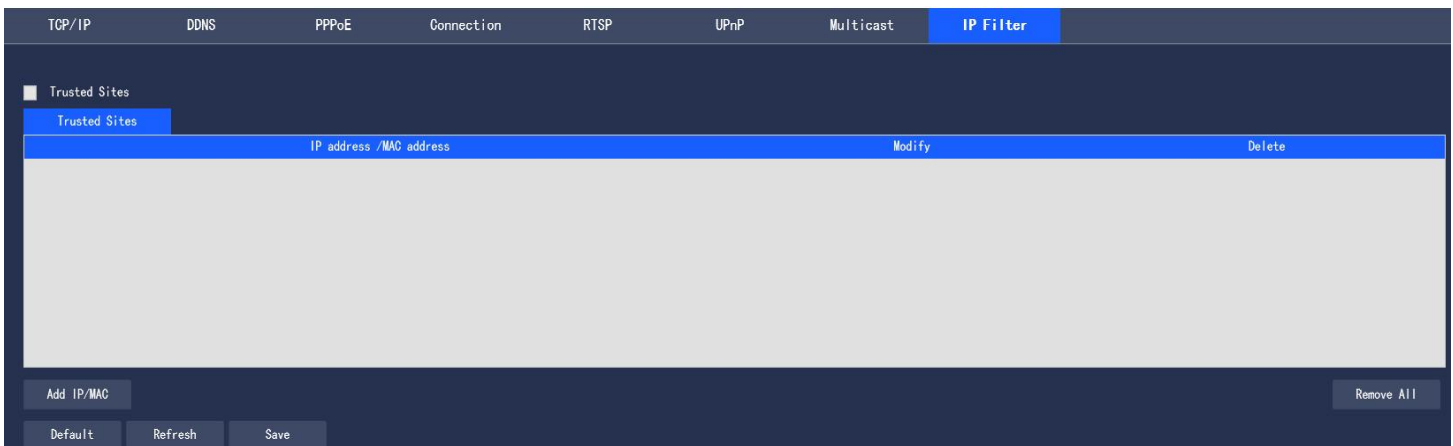 TCP/IP DDNS PPPoE Connection RTSP UPnP Multicast IP Filter
Trusted Sites
Trusted Sites
IP address /MAC address Modify Delete
Add IP/MAC Remove All
Default Refresh Save